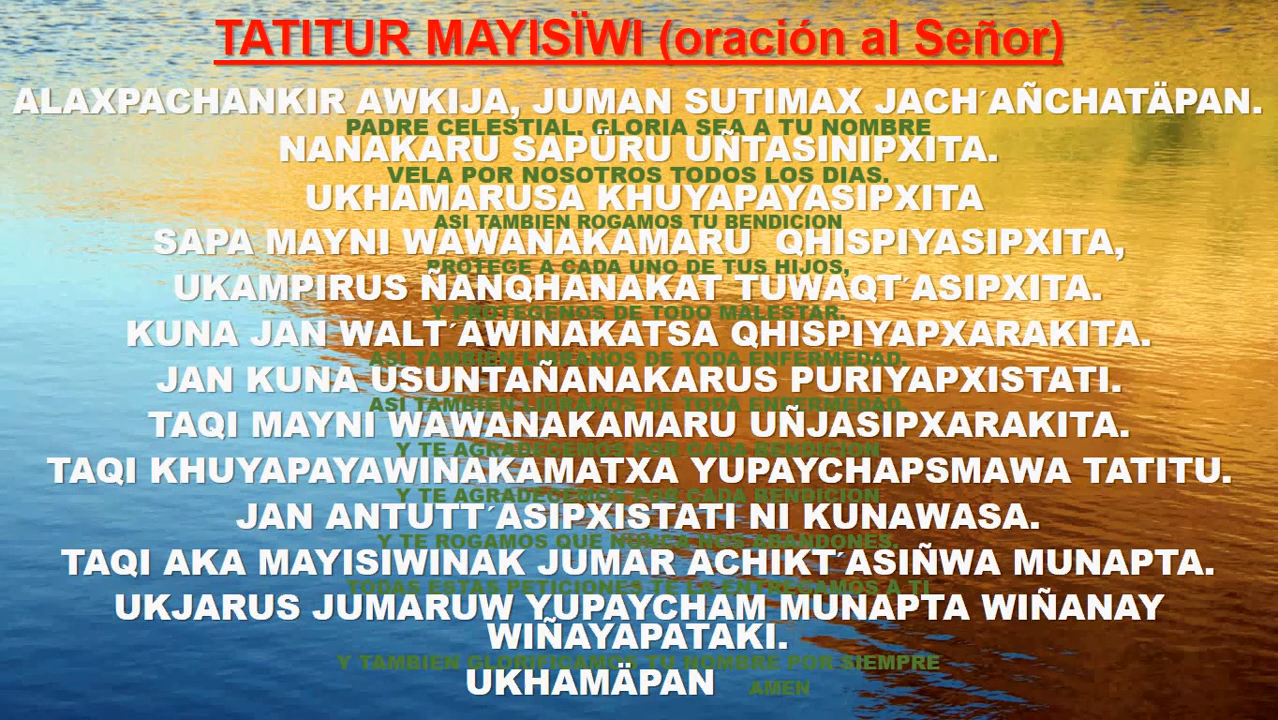 TATITUR MAYISÏWI (oración al Señor)
ALAXPACHANKIR AWKIJA, JUMAN SUTIMAX JACH´AÑCHATÄPAN.
PADRE CELESTIAL, GLORIA SEA A TU NOMBRE
NANAKARU SAPÜRU UÑTASINIPXITA.
VELA POR NOSOTROS TODOS LOS DIAS.
UKHAMARUSA KHUYAPAYASIPXITA
ASI TAMBIEN ROGAMOS TU BENDICION
SAPA MAYNI WAWANAKAMARU QHISPIYASIPXITA,
PROTEGE A CADA UNO DE TUS HIJOS,
UKAMPIRUS ÑANQHANAKAT TUWAQT´ASIPXITA.
Y PROTEGENOS DE TODO MALESTAR.
KUNA JAN WALT´AWINAKATSA QHISPIYAPXARAKITA.
ASI TAMBIEN LIBRANOS DE TODA ENFERMEDAD,
JAN KUNA USUNTAÑANAKARUS PURIYAPXISTATI.
ASI TAMBIEN LIBRANOS DE TODA ENFERMEDAD,
TAQI MAYNI WAWANAKAMARU UÑJASIPXARAKITA.
Y TE AGRADECEMOS POR CADA BENDICION
TAQI KHUYAPAYAWINAKAMATXA YUPAYCHAPSMAWA TATITU.
Y TE AGRADECEMOS POR CADA BENDICION
JAN ANTUTT´ASIPXISTATI NI KUNAWASA.
Y TE ROGAMOS QUE NUNCA NOS ABANDONES.
TAQI AKA MAYISIWINAK JUMAR ACHIKT´ASIÑWA MUNAPTA.
TODAS ESTAS PETICIONES TE LA ENTREGAMOS A TI
UKJARUS JUMARUW YUPAYCHAM MUNAPTA WIÑANAY
WIÑAYAPATAKI.
Y TAMBIEN GLORIFICAMOS TU NOMBRE POR SIEMPRE
UKHAMÄPAN AMEN